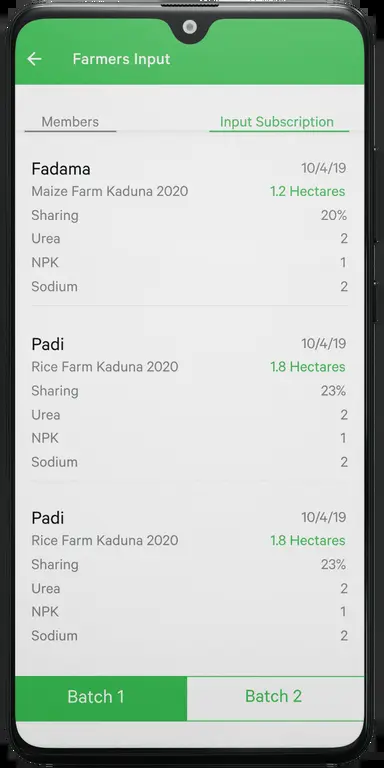 Farmers Input
Members Input Subscription
Fadama 10/4/19
Maize Farm Kaduna 2020 1.2 Hectares
Sharing 20%
Urea 2
NPK 1
Sodium 2
Padi 10/4/19
Rice Farm Kaduna 2020 1.8 Hectares
Sharing 23%
Urea 2
NPK 1
Sodium 2
Padi 10/4/19
Rice Farm Kaduna 2020 1.8 Hectares
Sharing 23%
Urea 2
NPK 1
Sodium 2
Batch 1 Batch 2